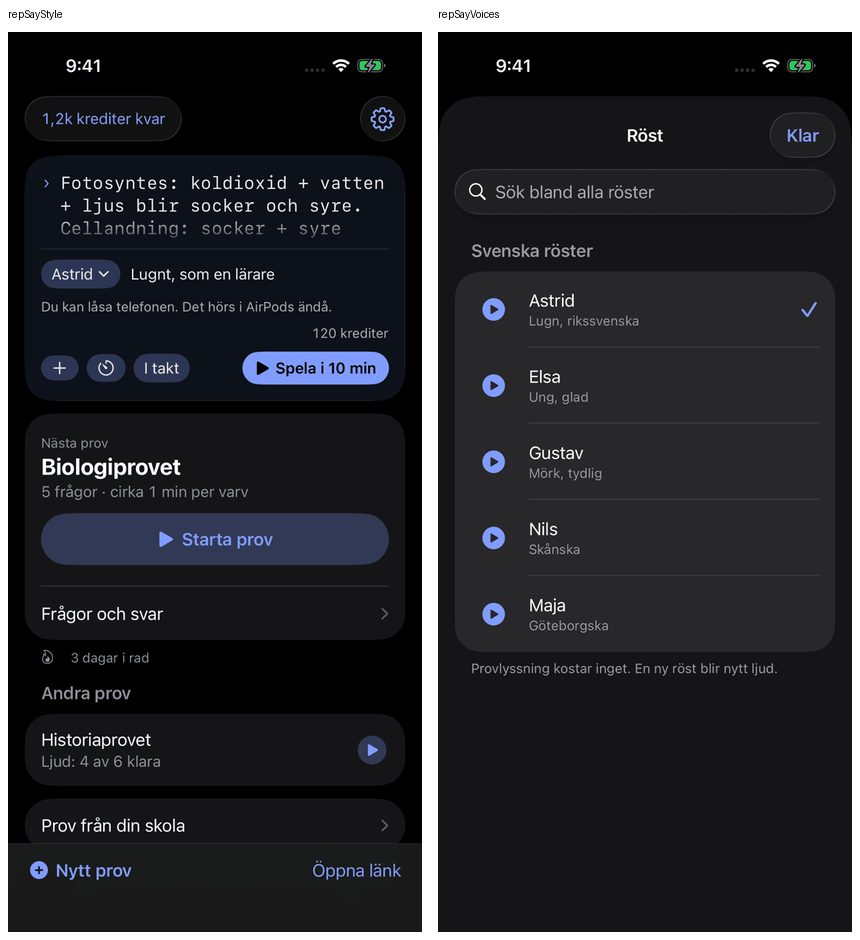 repSayStyle
9:41
1,2k krediter kvar
› Fotosyntes: koldioxid + vatten
+ ljus blir socker och syre.
Cellandning: socker + syre
Astrid
Lugnt, som en lärare
Du kan låsa telefonen. Det hörs i AirPods ändå.
120 krediter
I takt
Spela i 10 min
Nästa prov
Biologiprovet
5 frågor · cirka 1 min per varv
Starta prov
Frågor och svar
3 dagar i rad
Andra prov
Historiaprovet
Ljud: 4 av 6 klara
Prov från din skola
Nytt prov
Öppna länk
repSayVoices
9:41
Röst
Klar
Sök bland alla röster
Svenska röster
Astrid
Lugn, rikssvenska
Elsa
Ung, glad
Gustav
Mörk, tydlig
Nils
Skånska
Maja
Göteborgska
Provlyssning kostar inget. En ny röst blir nytt ljud.